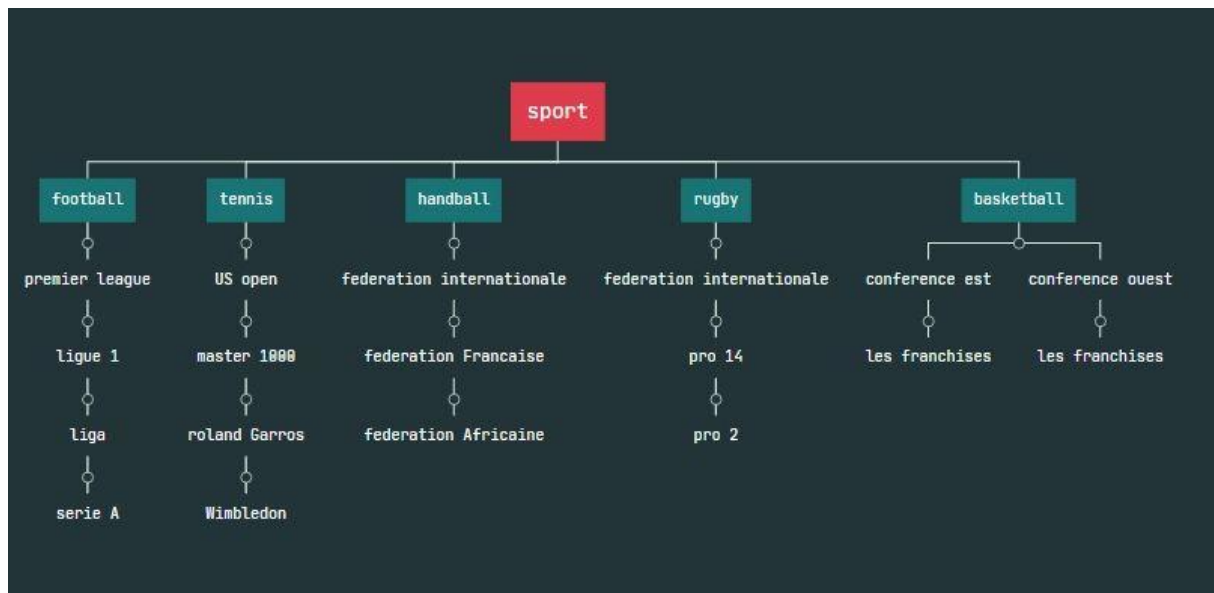 sport
football
tennis
handball
rugby
basketball
premier league
US open
federation internationale
federation internationale
conference est
conference ouest
ligue 1
master 1000
federation Francaise
pro 14
les franchises
les franchises
liga
roland Garros
federation Africaine
pro 2
serie A
Wimbledon